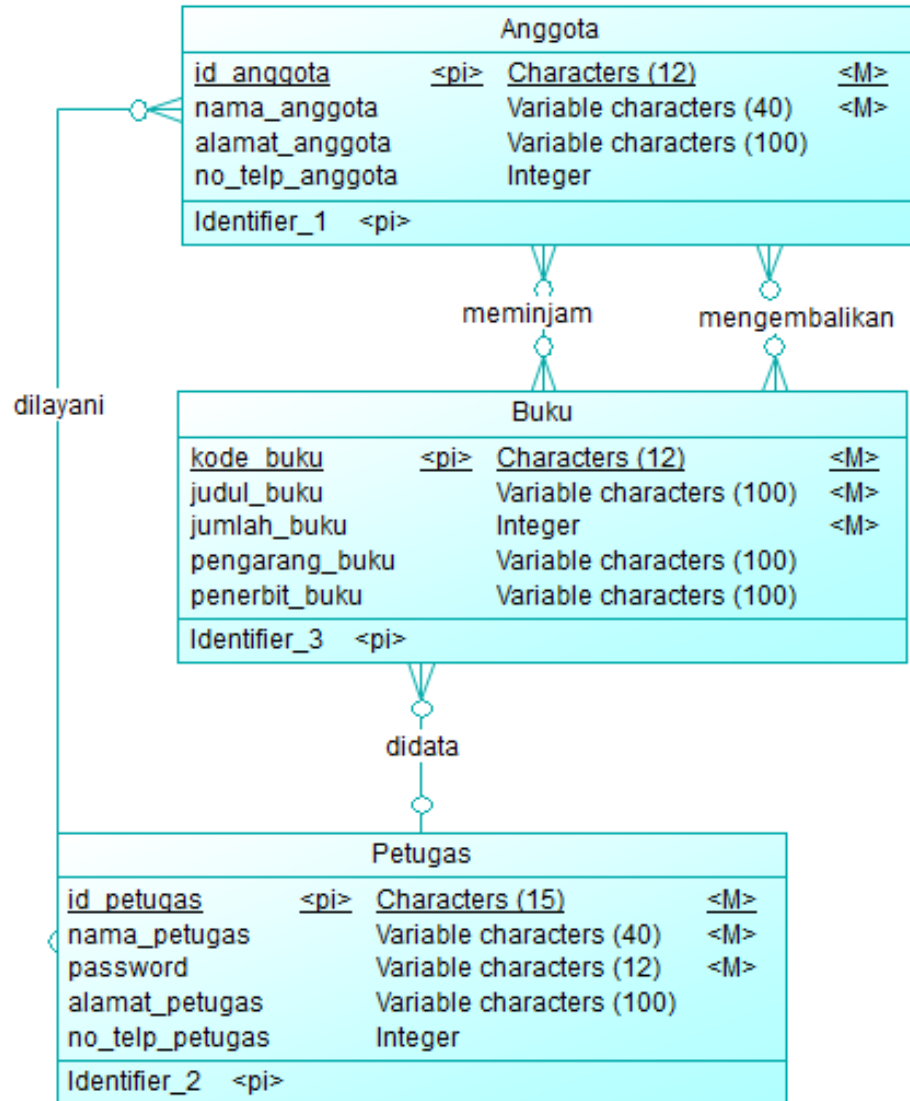 Anggota
id_anggota <pi> Characters (12) <M>
nama_anggota Variable characters (40) <M>
alamat_anggota Variable characters (100)
no_telp_anggota Integer
Identifier_1 <pi>
meminjam
mengembalikan
dilayani
Buku
kode_buku <pi> Characters (12) <M>
judul_buku Variable characters (100) <M>
jumlah_buku Integer <M>
pengarang_buku Variable characters (100)
penerbit_buku Variable characters (100)
Identifier_3 <pi>
didata
Petugas
id_petugas <pi> Characters (15) <M>
nama_petugas Variable characters (40) <M>
password Variable characters (12) <M>
alamat_petugas Variable characters (100)
no_telp_petugas Integer
Identifier_2 <pi>